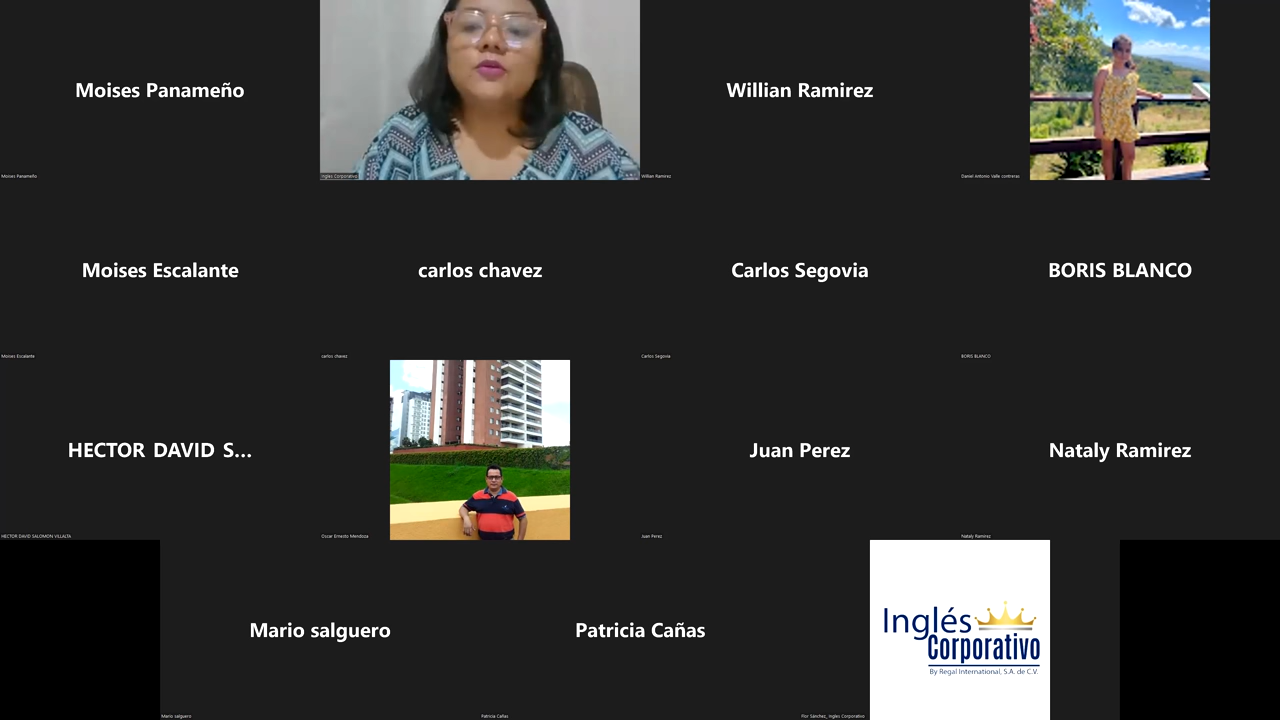 Moises Panameño
Willian Ramirez
Moises Panameño
Inglés Corporativo
Willian Ramirez
Daniel Antonio Valle contreras
Moises Escalante
carlos chavez
Carlos Segovia
BORIS BLANCO
Moises Escalante
carlos chavez
Carlos Segovia
BORIS BLANCO
HECTOR DAVID S...
Juan Perez
Nataly Ramirez
HECTOR DAVID SALOMON VILLALTA
Oscar Ernesto Mendoza
Juan Perez
Nataly Ramirez
Mario salguero
Patricia Cañas
Inglés
Corporativo
By Regal International, S.A. de C.V.
Mario salguero
Patricia Cañas
Flor Sánchez_ Ingles Corporativo